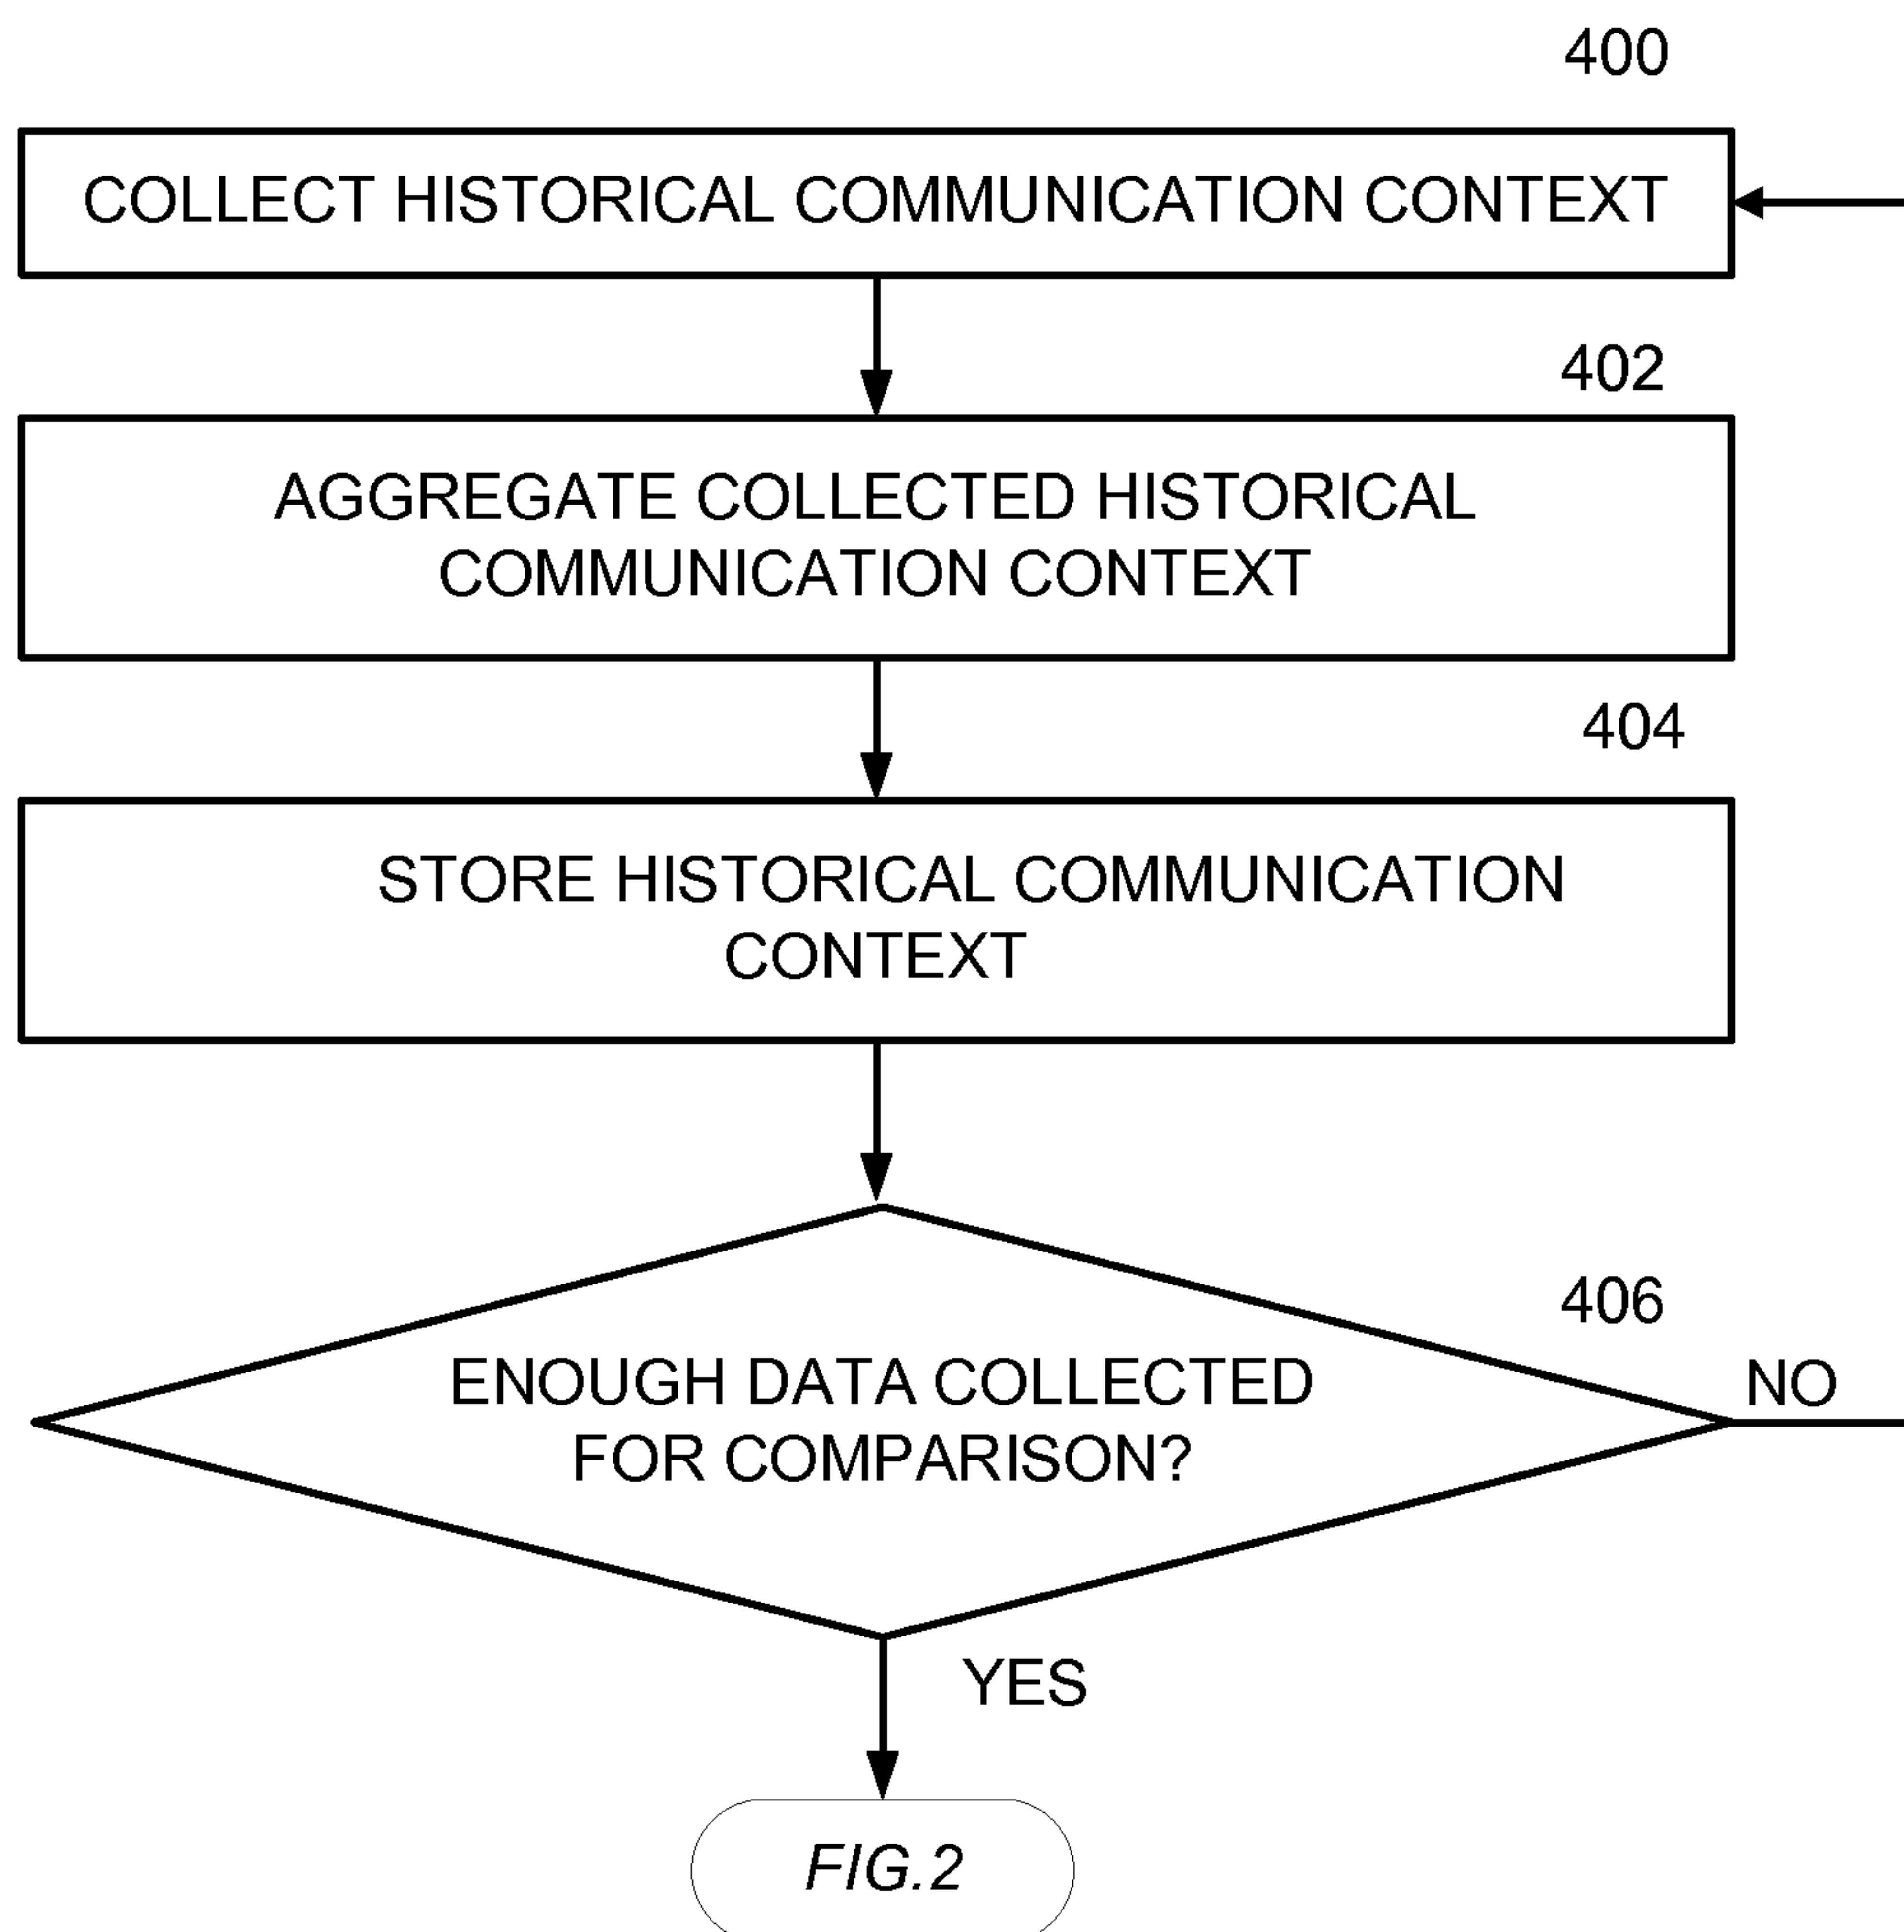 400
COLLECT HISTORICAL COMMUNICATION CONTEXT
402
AGGREGATE COLLECTED HISTORICAL
COMMUNICATION CONTEXT
404
STORE HISTORICAL COMMUNICATION
CONTEXT
406
ENOUGH DATA COLLECTED
FOR COMPARISON?
NO
YES
FIG.2